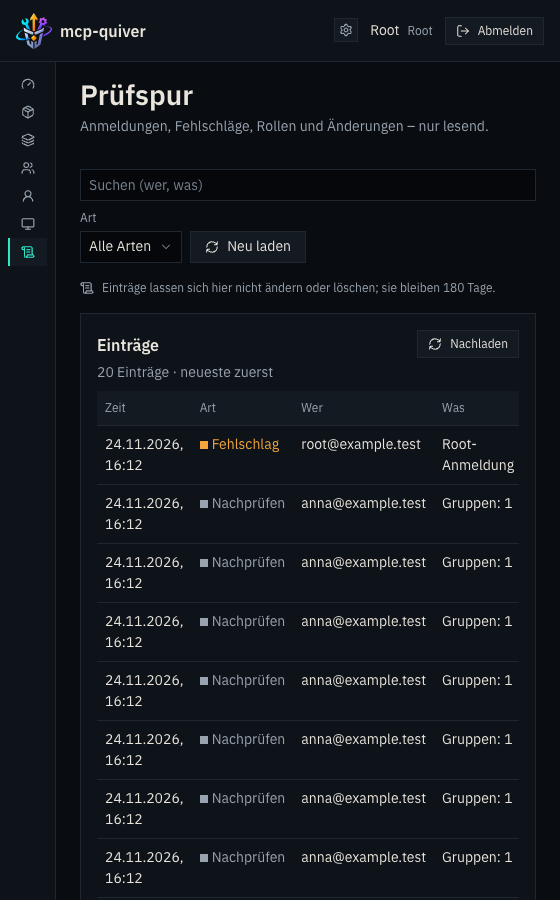 mcp-quiver
Root Root Abmelden
Prüfspur
Anmeldungen, Fehlschläge, Rollen und Änderungen – nur lesend.
Suchen (wer, was)
Art
Alle Arten Neu laden
Einträge lassen sich hier nicht ändern oder löschen; sie bleiben 180 Tage.
Einträge Nachladen
20 Einträge · neueste zuerst
Zeit Art Wer Was
24.11.2026, Fehlschlag root@example.test Root-
16:12 Anmeldung
24.11.2026, Nachprüfen anna@example.test Gruppen: 1
16:12
24.11.2026, Nachprüfen anna@example.test Gruppen: 1
16:12
24.11.2026, Nachprüfen anna@example.test Gruppen: 1
16:12
24.11.2026, Nachprüfen anna@example.test Gruppen: 1
16:12
24.11.2026, Nachprüfen anna@example.test Gruppen: 1
16:12
24.11.2026, Nachprüfen anna@example.test Gruppen: 1
16:12
24.11.2026, Nachprüfen anna@example.test Gruppen: 1
16:12